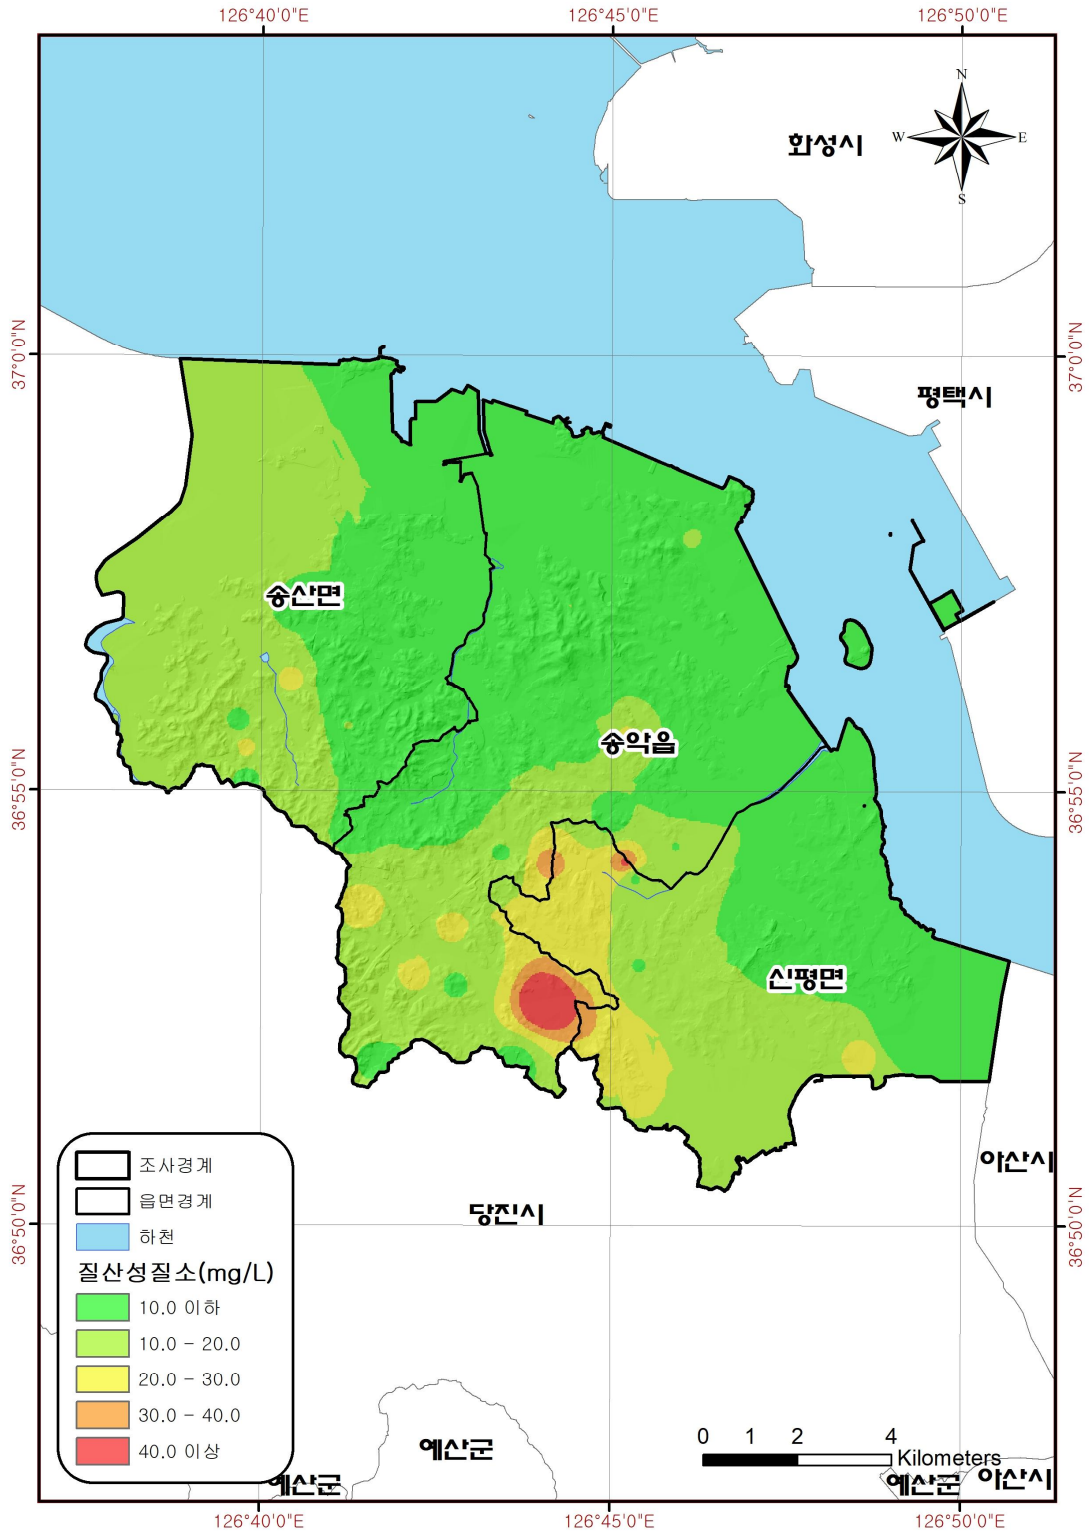 126°40'0"E
126°45'0"E
126°50'0"E
N
W
E
S
화성시
37°0'0"N
37°0'0"N
평택시
송산면
송악읍
36°55'0"N
36°55'0"N
신평면
아산시
당진시
36°50'0"N
36°50'0"N
조사경계
읍면경계
하천
질산성질소(mg/L)
10.0 이하
10.0 - 20.0
20.0 - 30.0
30.0 - 40.0
40.0 이상
0 1 2 4
Kilometers
예산군
예산군
예산군
아산시
126°40'0"E
126°45'0"E
126°50'0"E